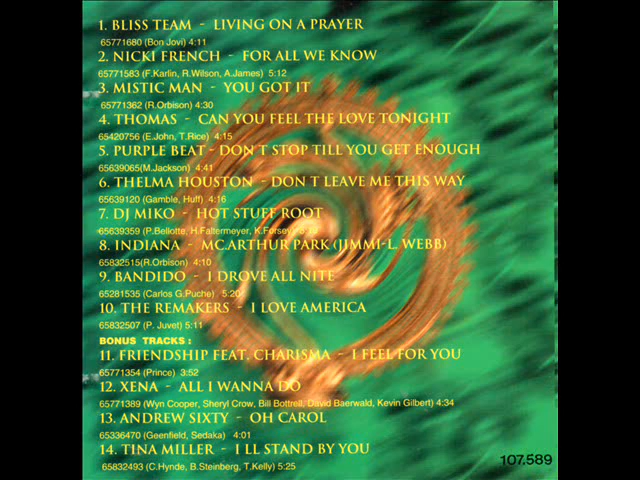 1. BLISS TEAM - LIVING ON A PRAYER
65771680 (Bon Jovi) 4:11
2. NICKI FRENCH - FOR ALL WE KNOW
65771563 (F.Karlin, R.Wilson, A.James) 5:12
3. MISTIC MAN - YOU GOT IT
65771362 (R.Orbison) 4:30
4. THOMAS - CAN YOU FEEL THE LOVE TONIGHT
65420756 (E.John, T.Rice) 4:15
5. PURPLE BEAT - DON T STOP TILL YOU GET ENOUGH
65639065(M.Jackson) 4:41
6. THELMA HOUSTON - DON T LEAVE ME THIS WAY
65639120 (Gamble, Huff) 4:16
7. DJ MIKO - HOT STUFF ROOT
65639359 (P.Bellotte, H.Faltermeyer, K.Forsey) 5:19
8. INDIANA - MC.ARTHUR PARK (JIMMI-L. WEBB)
65832515(R.Orbison) 4:10
9. BANDIDO - I DROVE ALL NITE
65281535 (Carlos G.Puche) 5:20
10. THE REMAKERS - I LOVE AMERICA
65832507 (P. Juvet) 5:11
BONUS TRACKS :
11. FRIENDSHIP FEAT. CHARISMA - I FEEL FOR YOU
65771354 (Prince) 3:52
12. XENA - ALL I WANNA DO
65771389 (Wyn Cooper, Sheryl Crow, Bill Bottrell, David Baerwald, Kevin Gilbert) 4:34
13. ANDREW SIXTY - OH CAROL
65336470 (Geenfield, Sedaka) 4:01
14. TINA MILLER - I LL STAND BY YOU
65832493 (C.Hynde, B.Steinberg, T.Kelly) 5:25
107.589